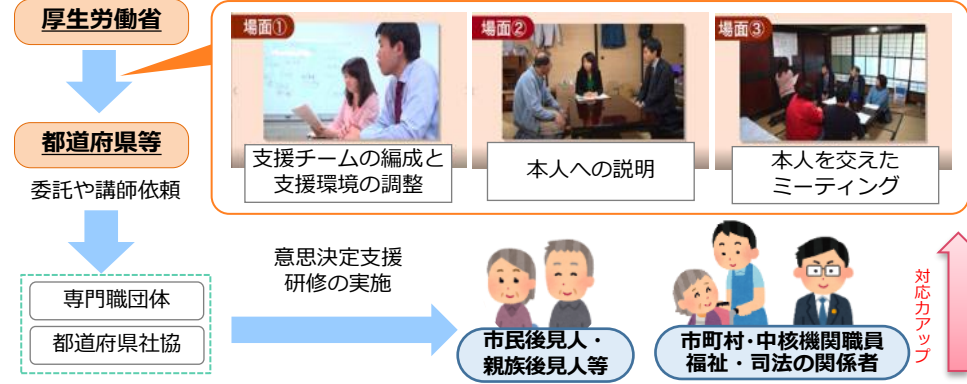 厚生労働省
場面①
場面②
場面③
支援チームの編成と
支援環境の調整
本人への説明
本人を交えた
ミーティング
都道府県等
委託や講師依頼
専門職団体
都道府県社協
意思決定支援
研修の実施
市民後見人・
親族後見人等
市町村・中核機関職員
福祉・司法の関係者
対応力アップ